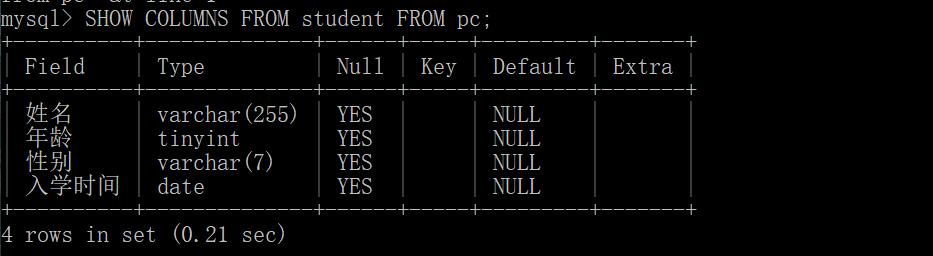 mysql> SHOW COLUMNS FROM student FROM pc;
+----------+--------------+------+-----+---------+-------+
| Field | Type | Null | Key | Default | Extra |
+----------+--------------+------+-----+---------+-------+
| 姓名 | varchar(255) | YES | | NULL | |
| 年龄 | tinyint | YES | | NULL | |
| 性别 | varchar(7) | YES | | NULL | |
| 入学时间 | date | YES | | NULL | |
+----------+--------------+------+-----+---------+-------+
4 rows in set (0.21 sec)